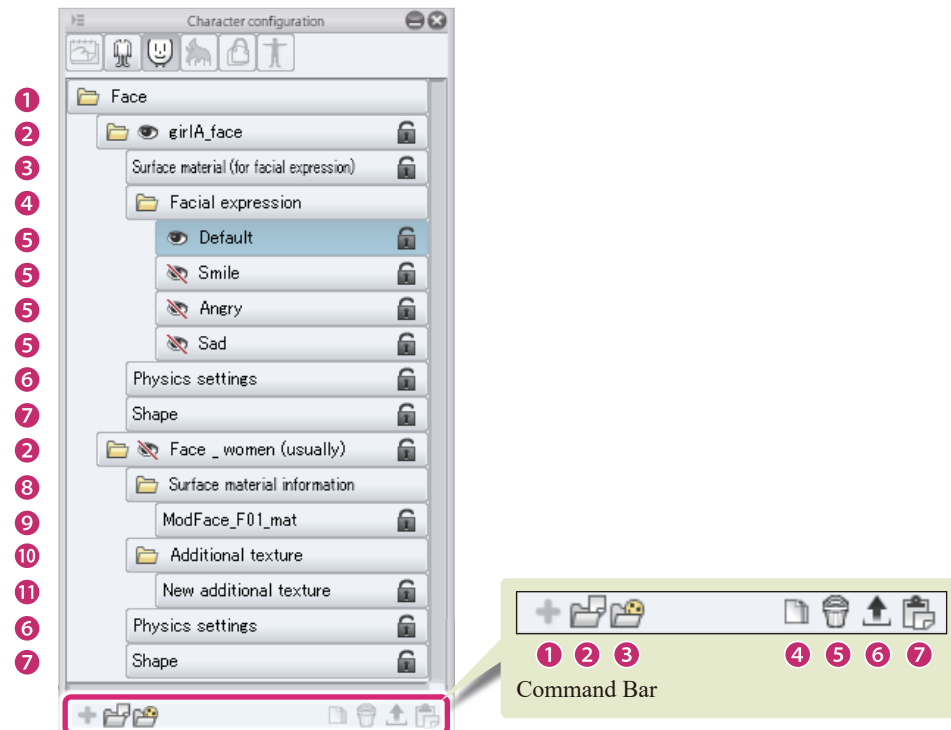 Character configuration
1 Face
2 girlA_face
3 Surface material (for facial expression)
4 Facial expression
5 Default
5 Smile
5 Angry
5 Sad
6 Physics settings
7 Shape
2 Face _ women (usually)
8 Surface material information
9 ModFace_F01_mat
10 Additional texture
11 New additional texture
6 Physics settings
7 Shape
1 2 3 4 5 6 7
Command Bar